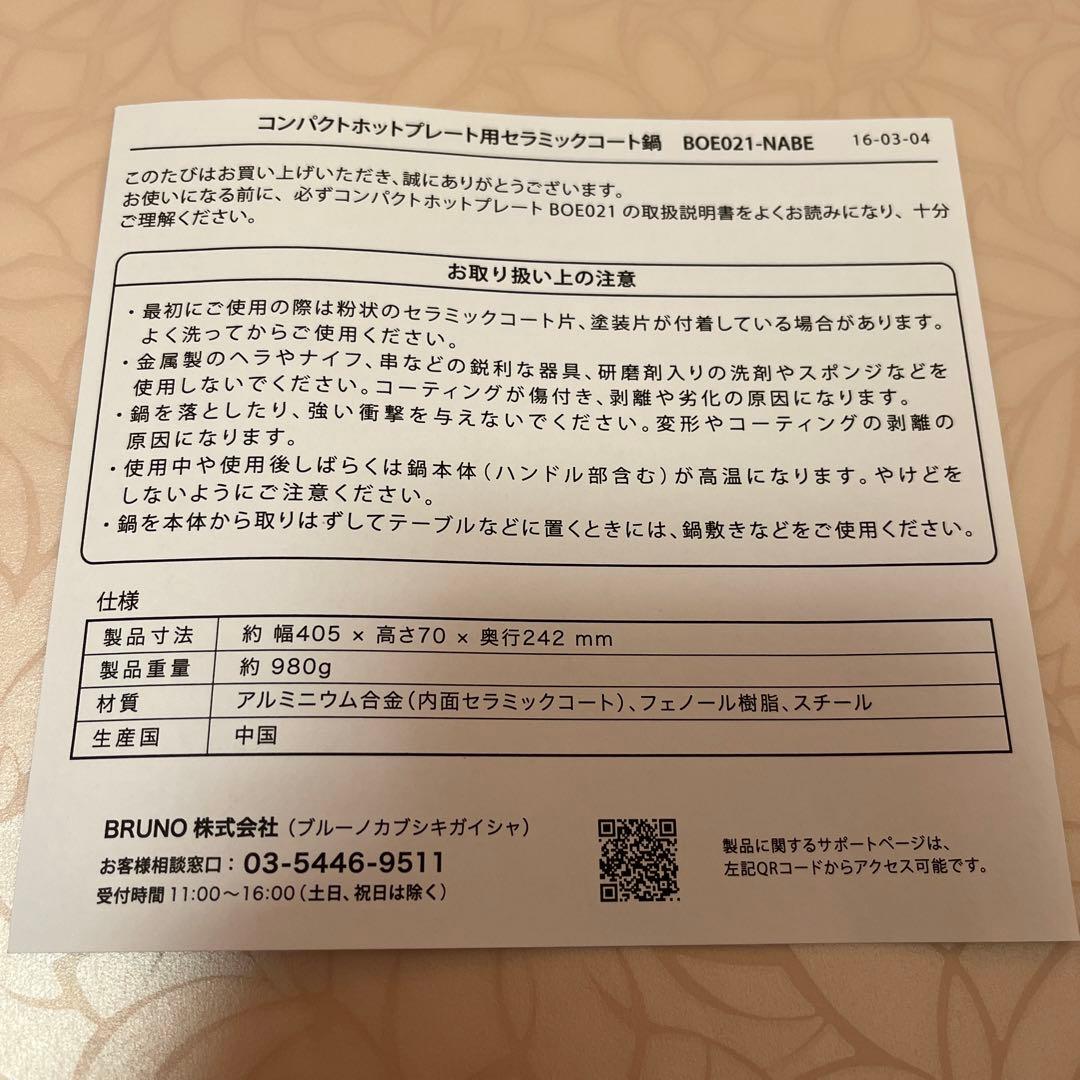 コンパクトホットプレート用セラミックコート鍋 BOE021-NABE 16-03-04
このたびはお買い上げいただき、誠にありがとうございます。
お使いになる前に、必ずコンパクトホットプレート BOE021 の取扱説明書をよくお読みになり、十分
ご理解ください。
お取り扱い上の注意
・最初にご使用の際は粉状のセラミックコート片、塗装片が付着している場合があります。
よく洗ってからご使用ください。
・金属製のヘラやナイフ、串などの鋭利な器具、研磨剤入りの洗剤やスポンジなどを
使用しないでください。コーティングが傷付き、剥離や劣化の原因になります。
・鍋を落としたり、強い衝撃を与えないでください。変形やコーティングの剥離の
原因になります。
・使用中や使用後しばらくは鍋本体(ハンドル部含む)が高温になります。やけどを
しないようにご注意ください。
・鍋を本体から取りはずしてテーブルなどに置くときには、鍋敷きなどをご使用ください。
仕様
製品寸法 約 幅405 × 高さ70 × 奥行242 mm
製品重量 約 980g
材質 アルミニウム合金(内面セラミックコート)、フェノール樹脂、スチール
生産国 中国
BRUNO 株式会社(ブルーノカブシキガイシャ)
お客様相談窓口: 03-5446-9511
受付時間 11:00~16:00(土日、祝日は除く)
製品に関するサポートページは、
左記QRコードからアクセス可能です。